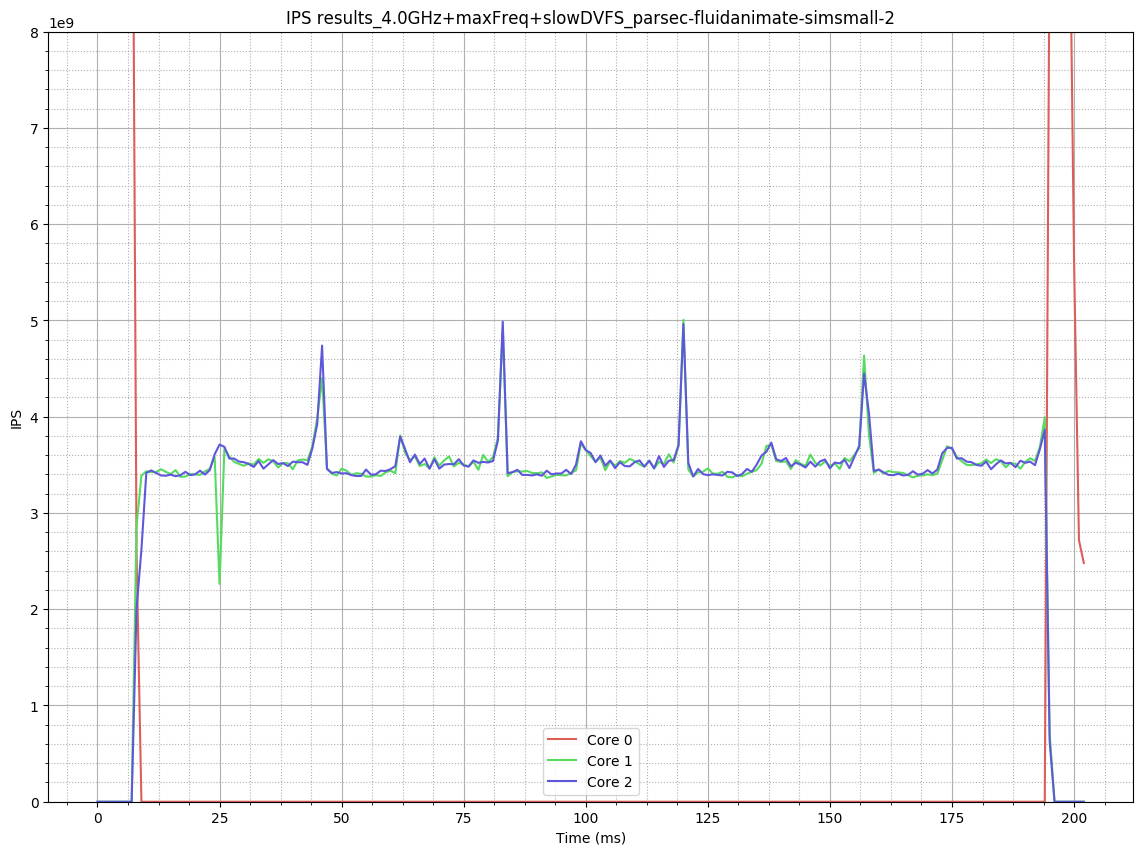 IPS results_4.0GHz+maxFreq+slowDVFS_parsec-fluidanimate-simsmall-2
1e9
8
7
6
5
4
3
2
1
0
IPS
0 25 50 75 100 125 150 175 200
Time (ms)
Core 0
Core 1
Core 2